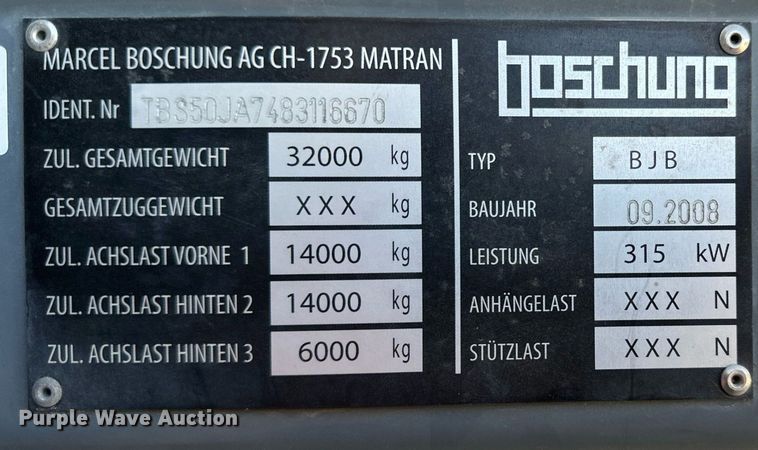 MARCEL BOSCHUNG AG CH-1753 MATRAN
IDENT. Nr TBS50JA7483116670
ZUL. GESAMTGEWICHT 32000 kg
GESAMTZUGGEWICHT XXX kg
ZUL. ACHSLAST VORNE 1 14000 kg
ZUL. ACHSLAST HINTEN 2 14000 kg
ZUL. ACHSLAST HINTEN 3 6000 kg
boschung
TYP BJB
BAUJAHR 09.2008
LEISTUNG 315 kW
ANHÄNGELAST XXX N
STÜTZLAST XXX N
Purple Wave Auction